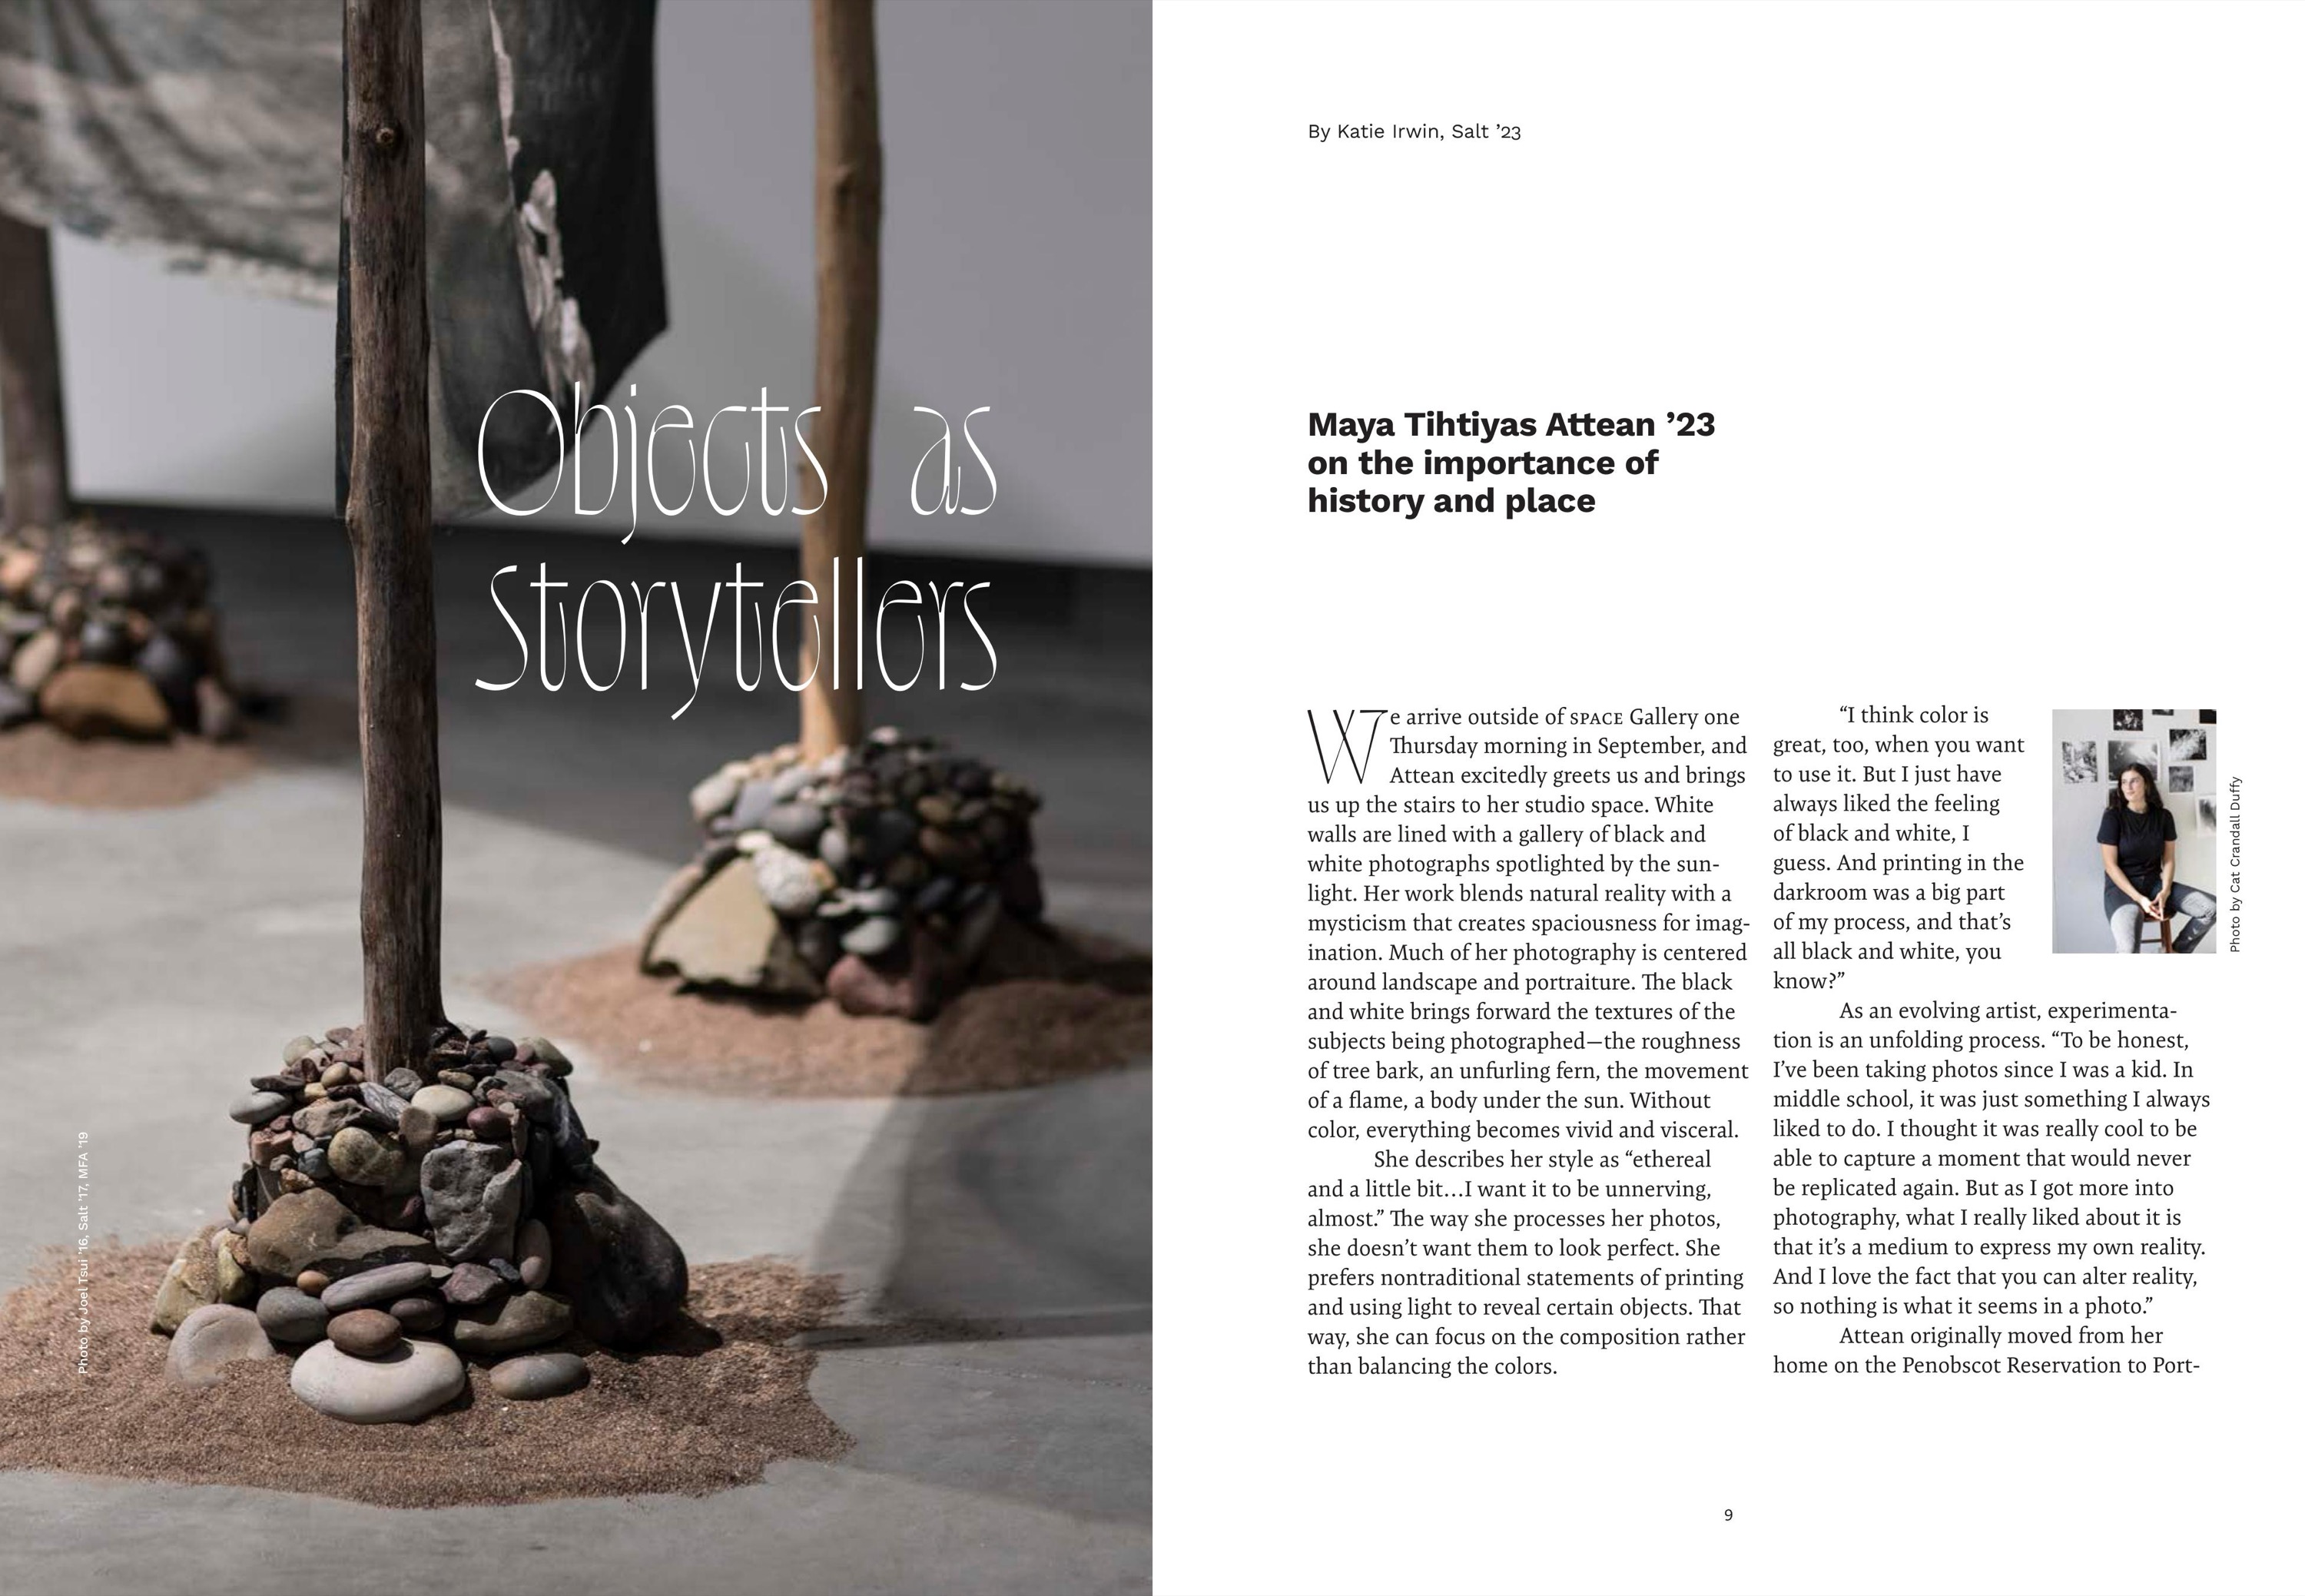 Objects as
Storytellers
Photo by Joel Tsui ’16, Salt ’17, MFA ’19
By Katie Irwin, Salt ’23
Maya Tihtiyas Attean ’23
on the importance of
history and place
We arrive outside of SPACE Gallery one
Thursday morning in September, and
Attean excitedly greets us and brings
us up the stairs to her studio space. White
walls are lined with a gallery of black and
white photographs spotlighted by the sun-
light. Her work blends natural reality with a
mysticism that creates spaciousness for imag-
ination. Much of her photography is centered
around landscape and portraiture. The black
and white brings forward the textures of the
subjects being photographed—the roughness
of tree bark, an unfurling fern, the movement
of a flame, a body under the sun. Without
color, everything becomes vivid and visceral.
She describes her style as “ethereal
and a little bit…I want it to be unnerving,
almost.” The way she processes her photos,
she doesn’t want them to look perfect. She
prefers nontraditional statements of printing
and using light to reveal certain objects. That
way, she can focus on the composition rather
than balancing the colors.
“I think color is
great, too, when you want
to use it. But I just have
always liked the feeling
of black and white, I
guess. And printing in the
darkroom was a big part
of my process, and that’s
all black and white, you
know?”
As an evolving artist, experimenta-
tion is an unfolding process. “To be honest,
I’ve been taking photos since I was a kid. In
middle school, it was just something I always
liked to do. I thought it was really cool to be
able to capture a moment that would never
be replicated again. But as I got more into
photography, what I really liked about it is
that it’s a medium to express my own reality.
And I love the fact that you can alter reality,
so nothing is what it seems in a photo.”
Attean originally moved from her
home on the Penobscot Reservation to Port-
Photo by Cat Crandall Duffy
9